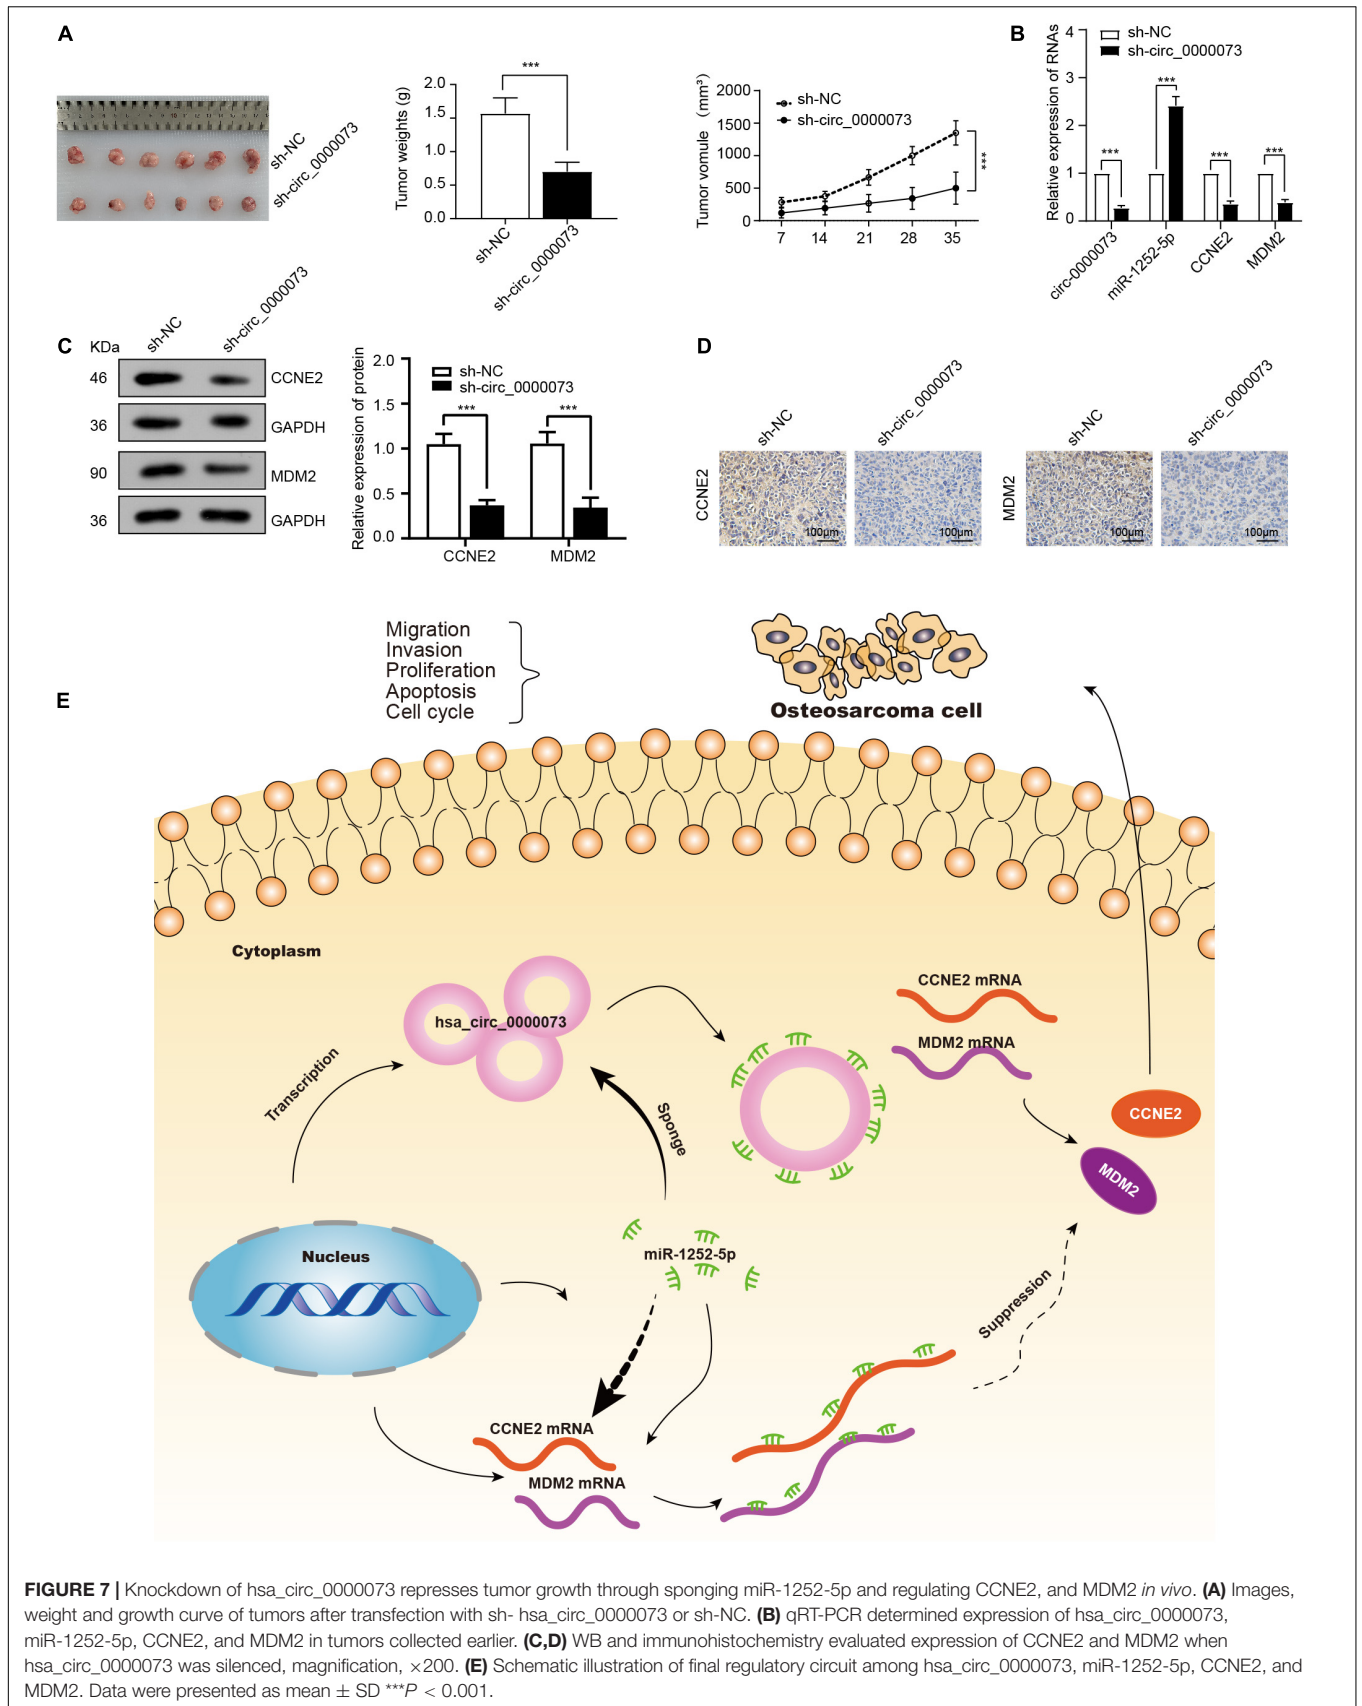 A
sh-NC
sh-circ_0000073
Tumor weights (g)
2.0
1.5
1.0
0.5
0.0
***
sh-NC
sh-circ_0000073
Tumor vomule (mm³)
2000
1500
1000
500
0
sh-NC
sh-circ_0000073
***
7 14 21 28 35
B
Relative expression of RNAs
4
3
2
1
0
sh-NC
sh-circ_0000073
*** *** *** ***
circ-0000073
miR-1252-5p
CCNE2
MDM2
C
KDa
sh-NC
sh-circ_0000073
46 CCNE2
36 GAPDH
90 MDM2
36 GAPDH
Relative expression of protein
2.0
1.5
1.0
0.5
0.0
sh-NC
sh-circ_0000073
*** ***
CCNE2 MDM2
D
sh-NC
sh-circ_0000073
sh-NC
sh-circ_0000073
CCNE2
100μm
100μm
MDM2
100μm
100μm
E
Migration
Invasion
Proliferation
Apoptosis
Cell cycle
Osteosarcoma cell
Cytoplasm
hsa_circ_0000073
Transcription
Sponge
CCNE2 mRNA
MDM2 mRNA
CCNE2
MDM2
Nucleus
miR-1252-5p
Suppression
CCNE2 mRNA
MDM2 mRNA
FIGURE 7 | Knockdown of hsa_circ_0000073 represses tumor growth through sponging miR-1252-5p and regulating CCNE2, and MDM2 in vivo. (A) Images,
weight and growth curve of tumors after transfection with sh- hsa_circ_0000073 or sh-NC. (B) qRT-PCR determined expression of hsa_circ_0000073,
miR-1252-5p, CCNE2, and MDM2 in tumors collected earlier. (C,D) WB and immunohistochemistry evaluated expression of CCNE2 and MDM2 when
hsa_circ_0000073 was silenced, magnification, ×200. (E) Schematic illustration of final regulatory circuit among hsa_circ_0000073, miR-1252-5p, CCNE2, and
MDM2. Data were presented as mean ± SD ***P < 0.001.